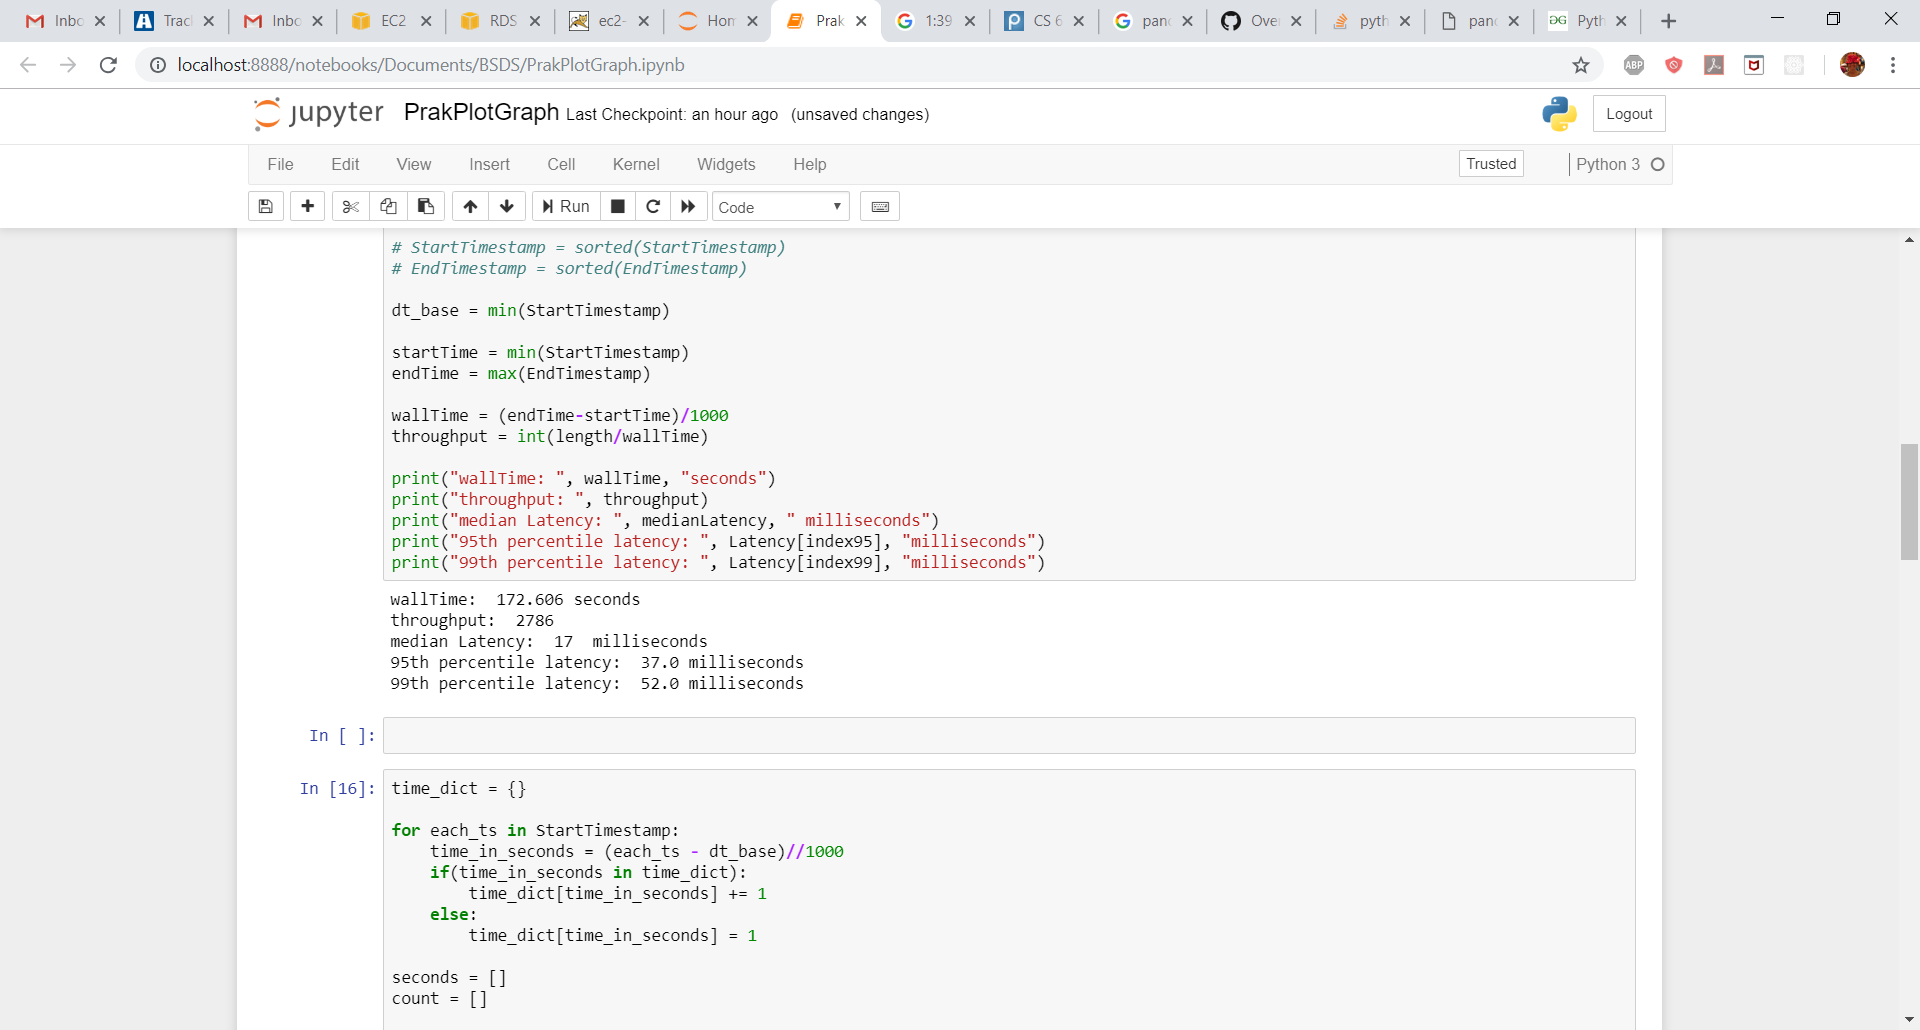 Inbo
Trac
Inbo
EC2
RDS
ec2-
Hom
Prak
1:39
CS 6
pand
Over
pyth
pand
Pyth
localhost:8888/notebooks/Documents/BSDS/PrakPlotGraph.ipynb
ABP
jupyter PrakPlotGraph Last Checkpoint: an hour ago (unsaved changes)
Logout
File Edit View Insert Cell Kernel Widgets Help
Trusted
Python 3
Run
Code
# StartTimestamp = sorted(StartTimestamp)
# EndTimestamp = sorted(EndTimestamp)
dt_base = min(StartTimestamp)
startTime = min(StartTimestamp)
endTime = max(EndTimestamp)
wallTime = (endTime-startTime)/1000
throughput = int(length/wallTime)
print("wallTime: ", wallTime, "seconds")
print("throughput: ", throughput)
print("median Latency: ", medianLatency, " milliseconds")
print("95th percentile latency: ", Latency[index95], "milliseconds")
print("99th percentile latency: ", Latency[index99], "milliseconds")
wallTime:  172.606 seconds
throughput:  2786
median Latency:  17  milliseconds
95th percentile latency:  37.0 milliseconds
99th percentile latency:  52.0 milliseconds
In [ ]:
In [16]:
time_dict = {}
for each_ts in StartTimestamp:
    time_in_seconds = (each_ts - dt_base)//1000
    if(time_in_seconds in time_dict):
        time_dict[time_in_seconds] += 1
    else:
        time_dict[time_in_seconds] = 1
seconds = []
count = []